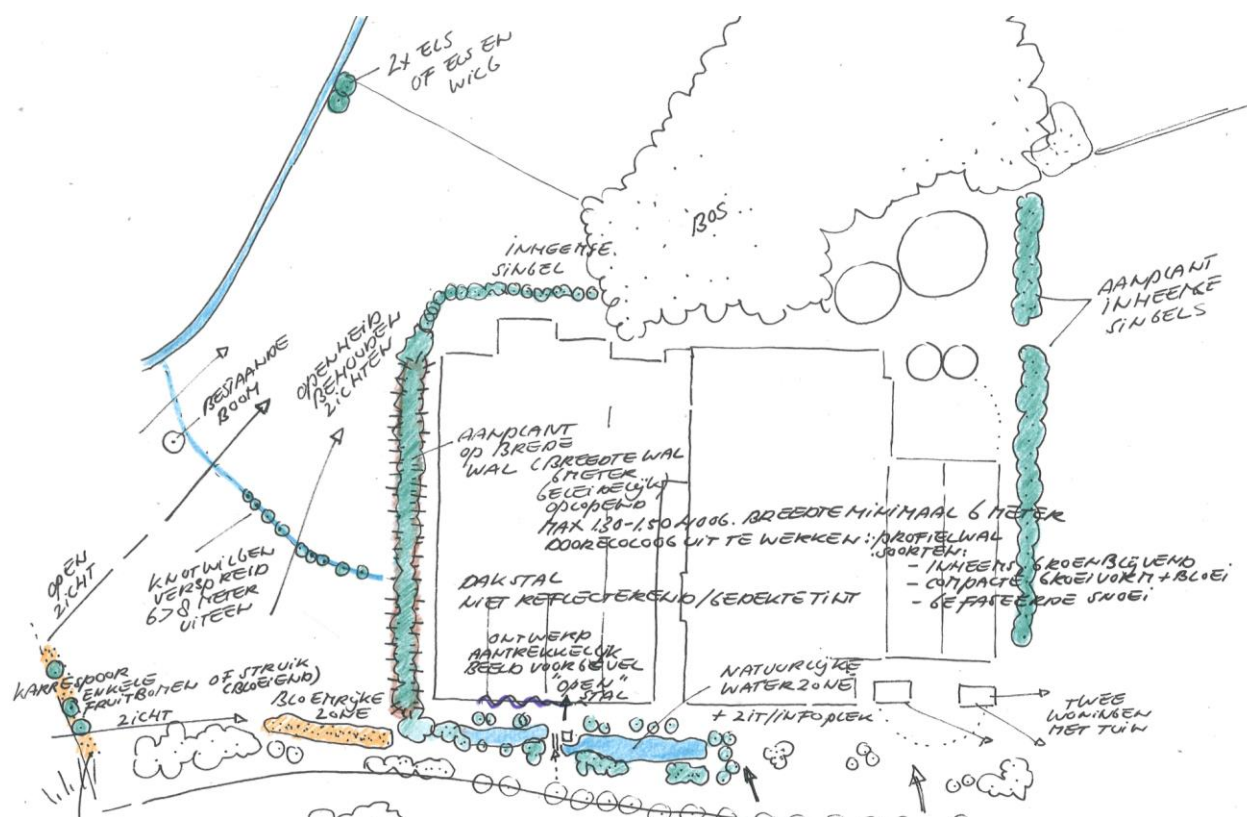 2x ELS
OF ELS EN
WILG
BOS
INHEEMSE
SINGEL
AANPLANT
INHEEMSE
SINGELS
BESTAANDE
BOOM
OPENHEID
BEHOUDEN
ZICHTEN
AANPLANT
OP BREDE
WAL (BREEDTE WAL
6 METER
GELEIDELIJK
OPLOPEND
MAX 1.30-1.50 HOOG. BREEDTE MINIMAAL 6 METER
DOOR ECOLOOG UIT TE WERKEN: PROFIEL WAL
SOORTEN:
- INHEEMS, GROENBLIJVEND
- COMPACTE GROEIVORM + BLOEI
- GEFASEERDE SNOEI
OPEN
ZICHT
KNOTWILGEN
VERSPREID
6>8 METER
UITEEN
DAK STAL
NIET REFLECTEREND/GEDEKTE TINT
ONTWERP
AANTREKKELIJK
BEELD VOORGEVEL
"OPEN"
STAL
NATUURLIJKE
WATERZONE
+ ZIT/INFOPLEK
TWEE
WONINGEN
MET TUIN
KARRESPOOR
ENKELE
FRUITBOMEN OF STRUIK
(BLOEIEND)
ZICHT
BLOEMRIJKE
ZONE